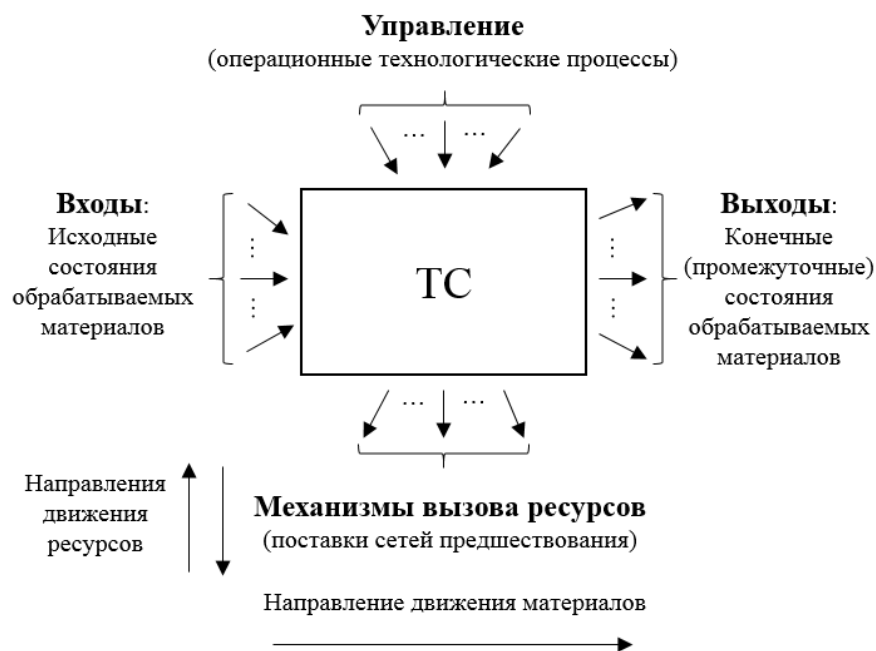 Управление
(операционные технологические процессы)
... ...
Входы:
Исходные
состояния
обрабатываемых
материалов
...
...
ТС
...
...
Выходы:
Конечные
(промежуточные)
состояния
обрабатываемых
материалов
... ...
Направления
движения
ресурсов
Механизмы вызова ресурсов
(поставки сетей предшествования)
Направление движения материалов